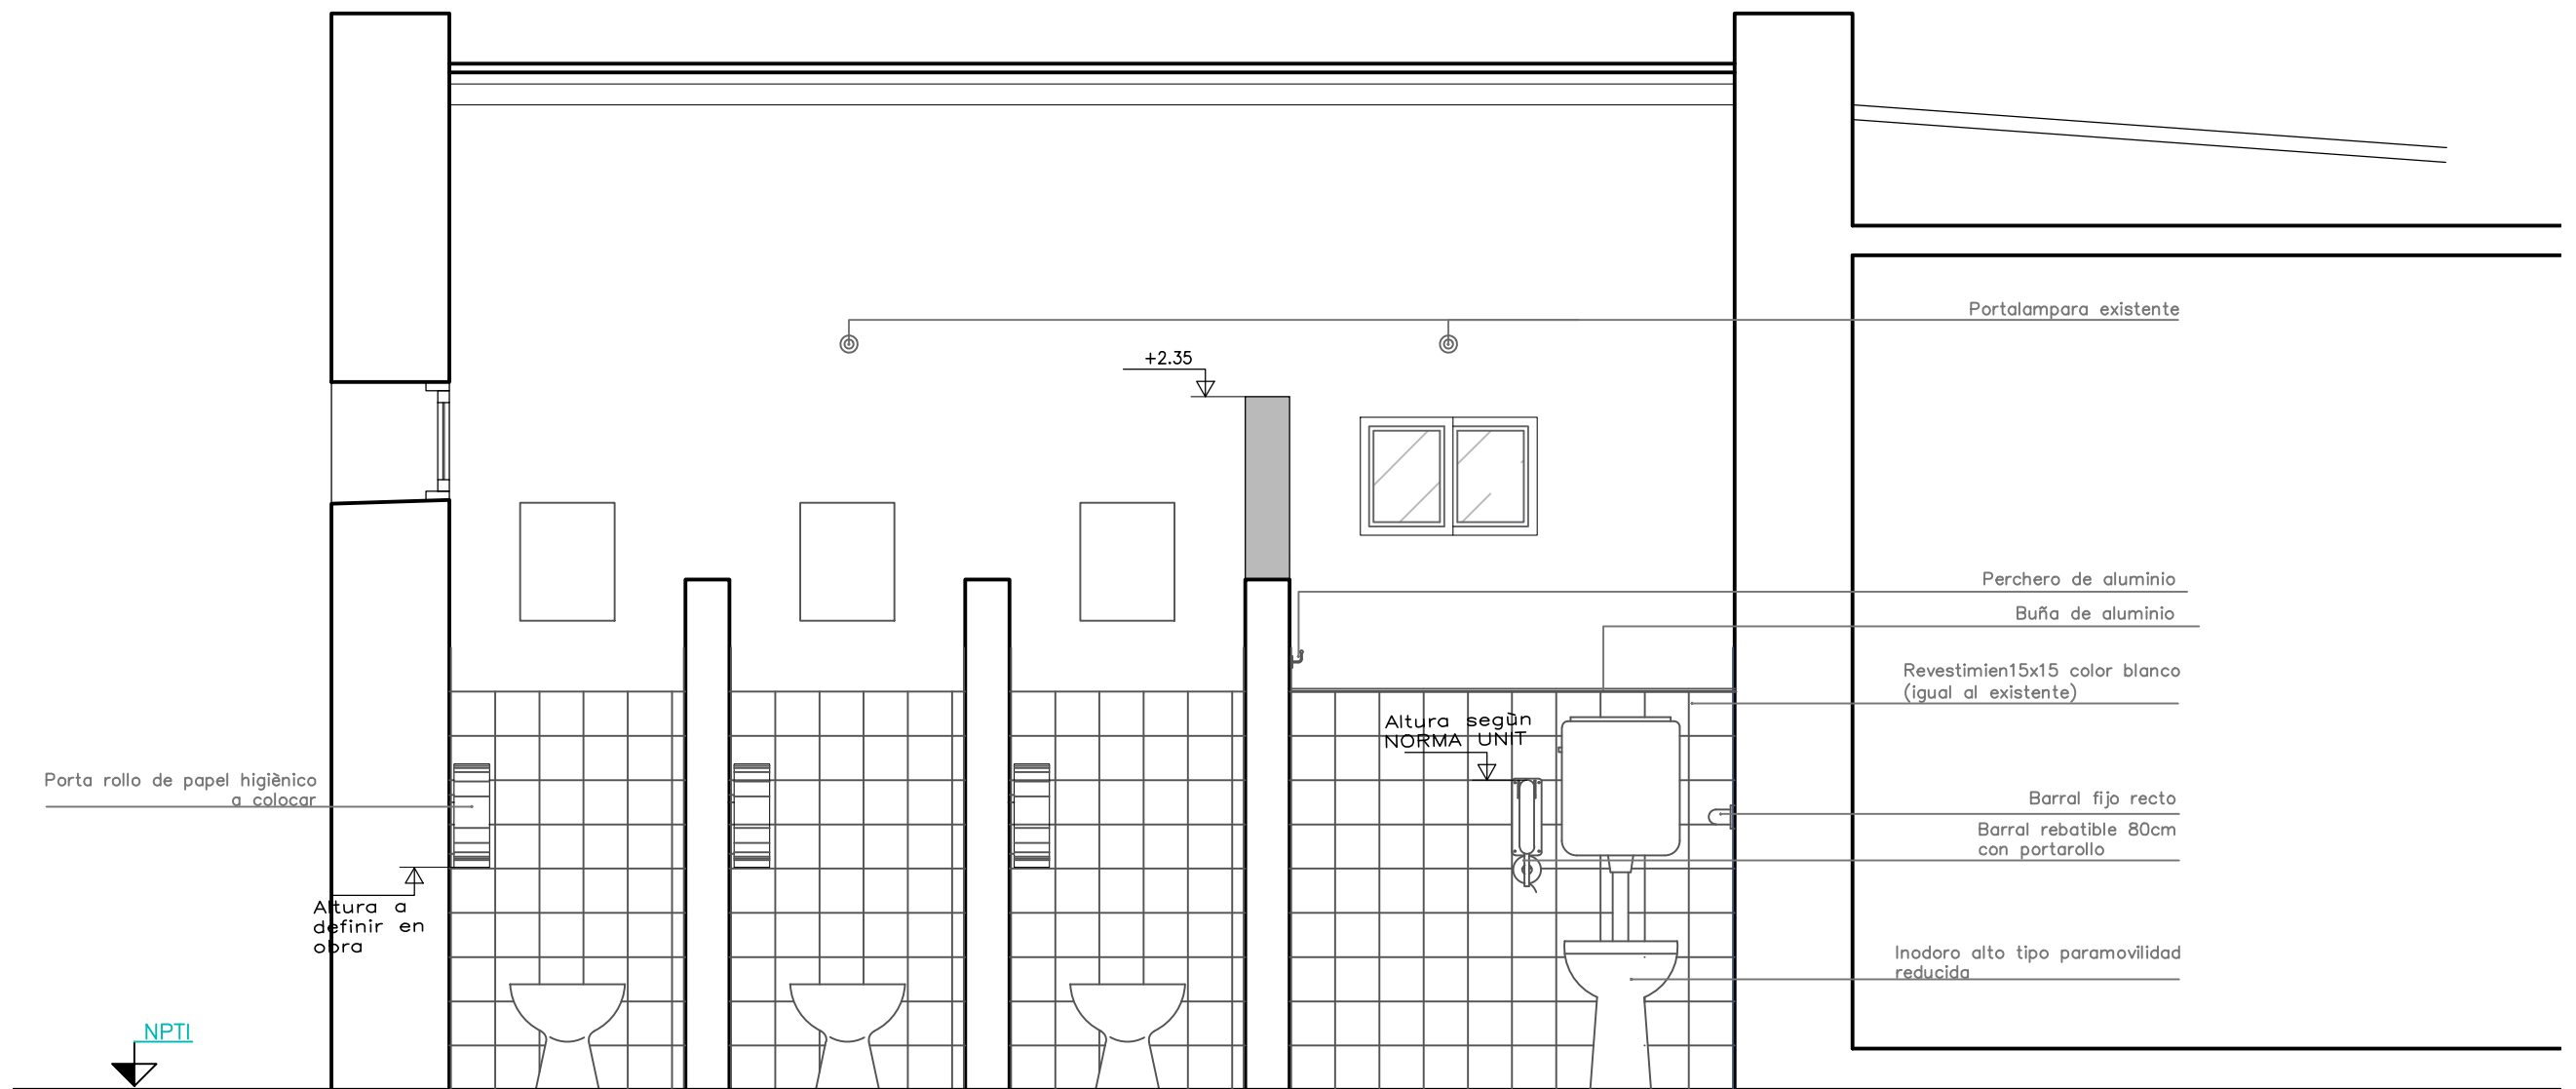 Portalampara existente
+2.35
Perchero de aluminio
Buña de aluminio
Revestimien15x15 color blanco
(igual al existente)
Altura segùn
NORMA UNIT
Porta rollo de papel higiènico
a colocar
Barral fijo recto
Barral rebatible 80cm
con portarollo
Altura a
definir en
obra
Inodoro alto tipo paramovilidad
reducida
NPTI